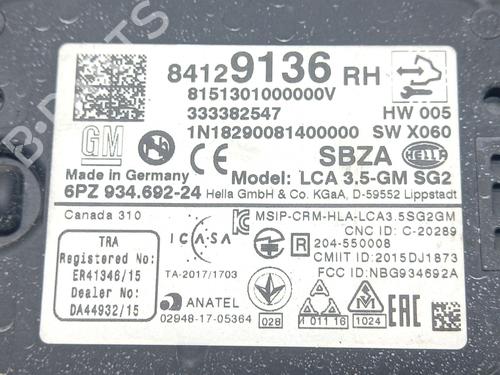 84129136 RH
8151301000000V
333382547 HW 005
1N18290081400000 SW X060
GM
CE SBZA HELLA
Made in Germany Model: LCA 3.5-GM SG2
6PZ 934.692-24 Hella GmbH & Co. KGaA, D-59552 Lippstadt
Canada 310 MSIP-CRM-HLA-LCA3.5SG2GM
TRA
Registered No:
ER41346/15
Dealer No:
DA44932/15
ICASA
TA-2017/1703
CNC ID: C-20289
R 204-550008
CMIIT ID: 2015DJ1873
FCC ID: NBG934692A
ANATEL
02948-17-05364
028
И 011 16
1024
EAC
B-Parts